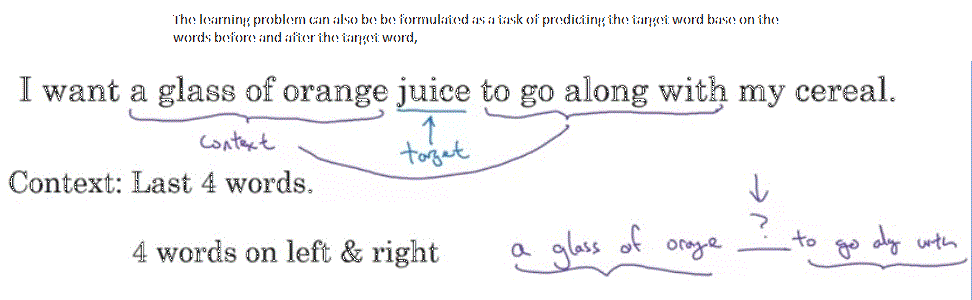 The learning problem can also be be formulated as a task of predicting the target word base on the
words before and after the target word,
I want a glass of orange juice to go along with my cereal.
context
target
Context: Last 4 words.
?
4 words on left & right
a glass of orange ___ to go alg with